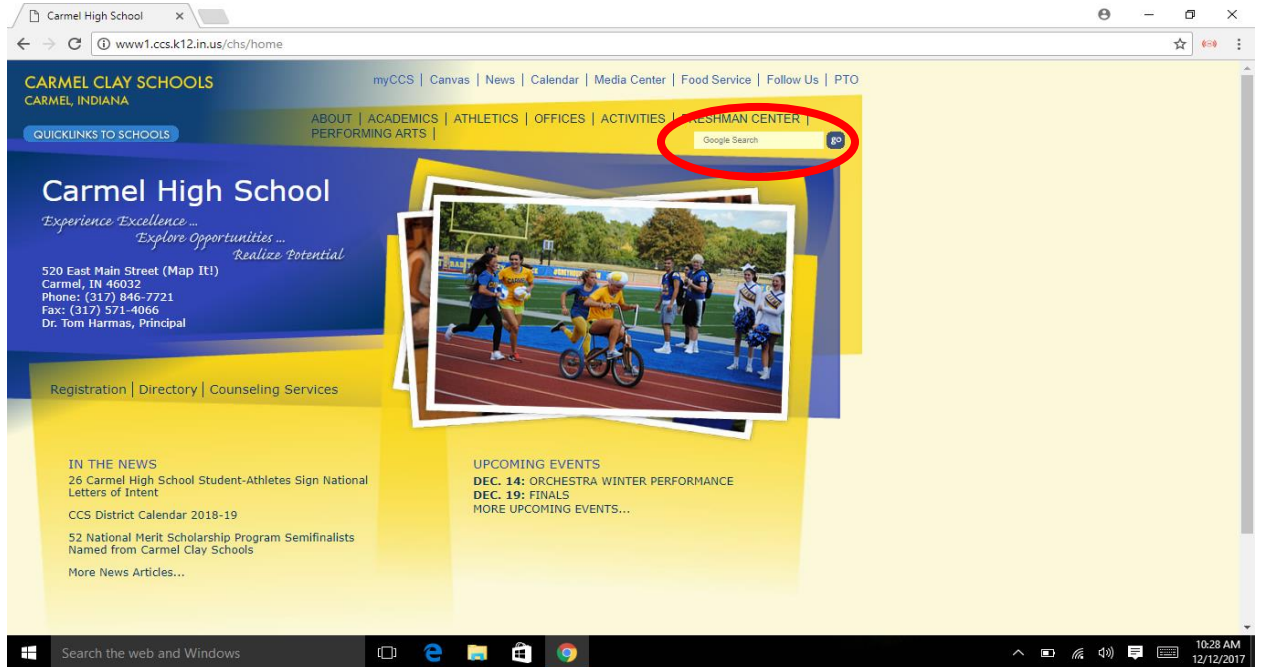 Carmel High School
www1.ccs.k12.in.us/chs/home
CARMEL CLAY SCHOOLS
CARMEL, INDIANA
QUICKLINKS TO SCHOOLS
myCCS | Canvas | News | Calendar | Media Center | Food Service | Follow Us | PTO
ABOUT | ACADEMICS | ATHLETICS | OFFICES | ACTIVITIES | FRESHMAN CENTER |
PERFORMING ARTS |
Google Search
go
Carmel High School
Experience Excellence ...
Explore Opportunities ...
Realize Potential
520 East Main Street (Map It!)
Carmel, IN 46032
Phone: (317) 846-7721
Fax: (317) 571-4066
Dr. Tom Harmas, Principal
Registration | Directory | Counseling Services
IN THE NEWS
26 Carmel High School Student-Athletes Sign National
Letters of Intent
CCS District Calendar 2018-19
52 National Merit Scholarship Program Semifinalists
Named from Carmel Clay Schools
More News Articles...
UPCOMING EVENTS
DEC. 14: ORCHESTRA WINTER PERFORMANCE
DEC. 19: FINALS
MORE UPCOMING EVENTS...
Search the web and Windows
10:28 AM
12/12/2017